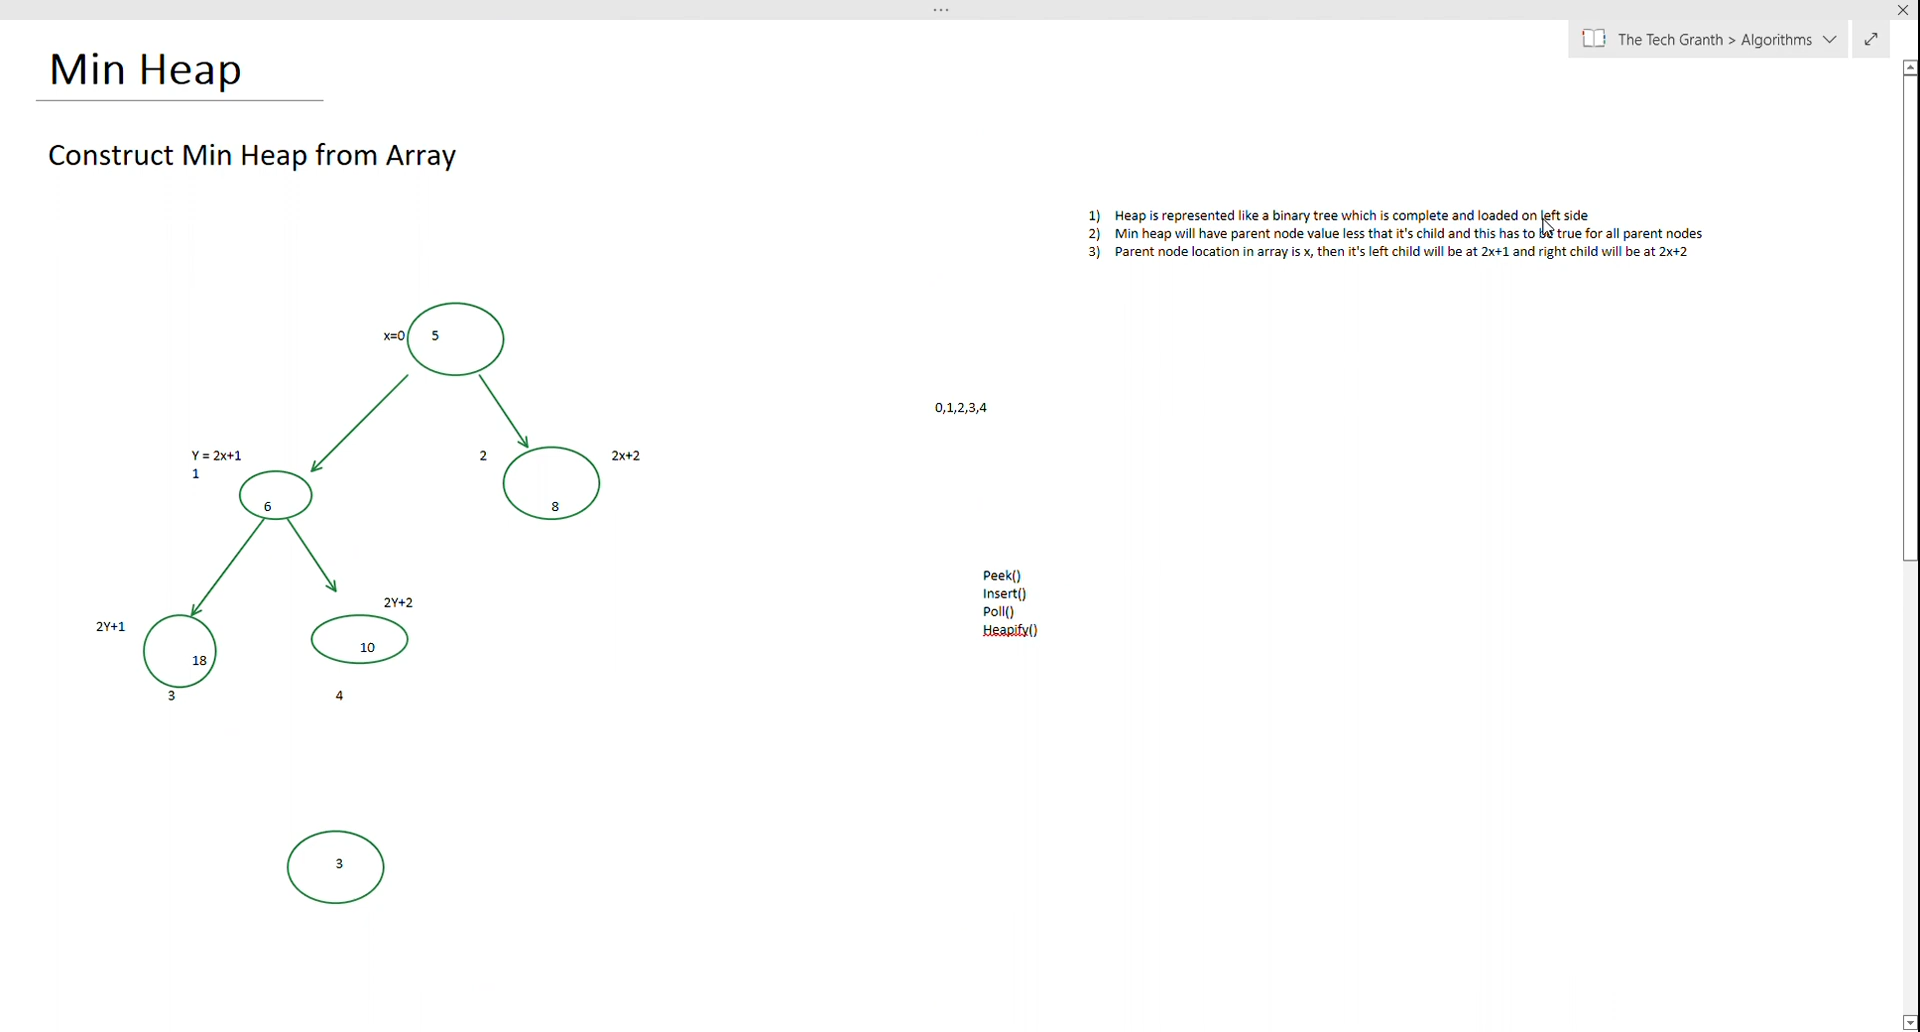 The Tech Granth > Algorithms
Min Heap
Construct Min Heap from Array
1) Heap is represented like a binary tree which is complete and loaded on left side
2) Min heap will have parent node value less that it's child and this has to be true for all parent nodes
3) Parent node location in array is x, then it's left child will be at 2x+1 and right child will be at 2x+2
x=0 5
0,1,2,3,4
Y = 2x+1
1
2
2x+2
6
8
Peek()
Insert()
Poll()
Heapify()
2Y+2
2Y+1
10
18
3
4
3